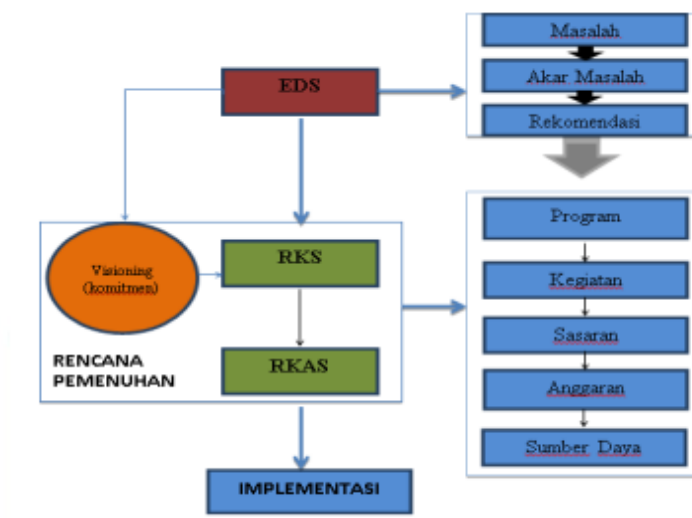 EDS
Masalah
Akar Masalah
Rekomendasi
Visioning
(komitmen)
RKS
RKAS
RENCANA
PEMENUHAN
IMPLEMENTASI
Program
Kegiatan
Sasaran
Anggaran
Sumber Daya